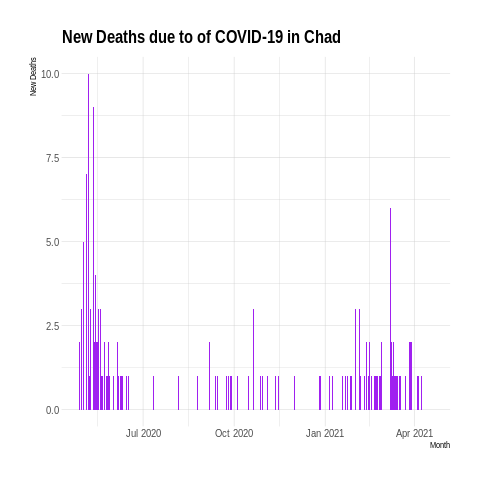 New Deaths due to of COVID-19 in Chad
New Deaths
10.0
7.5
5.0
2.5
0.0
Jul 2020 Oct 2020 Jan 2021 Apr 2021
Month